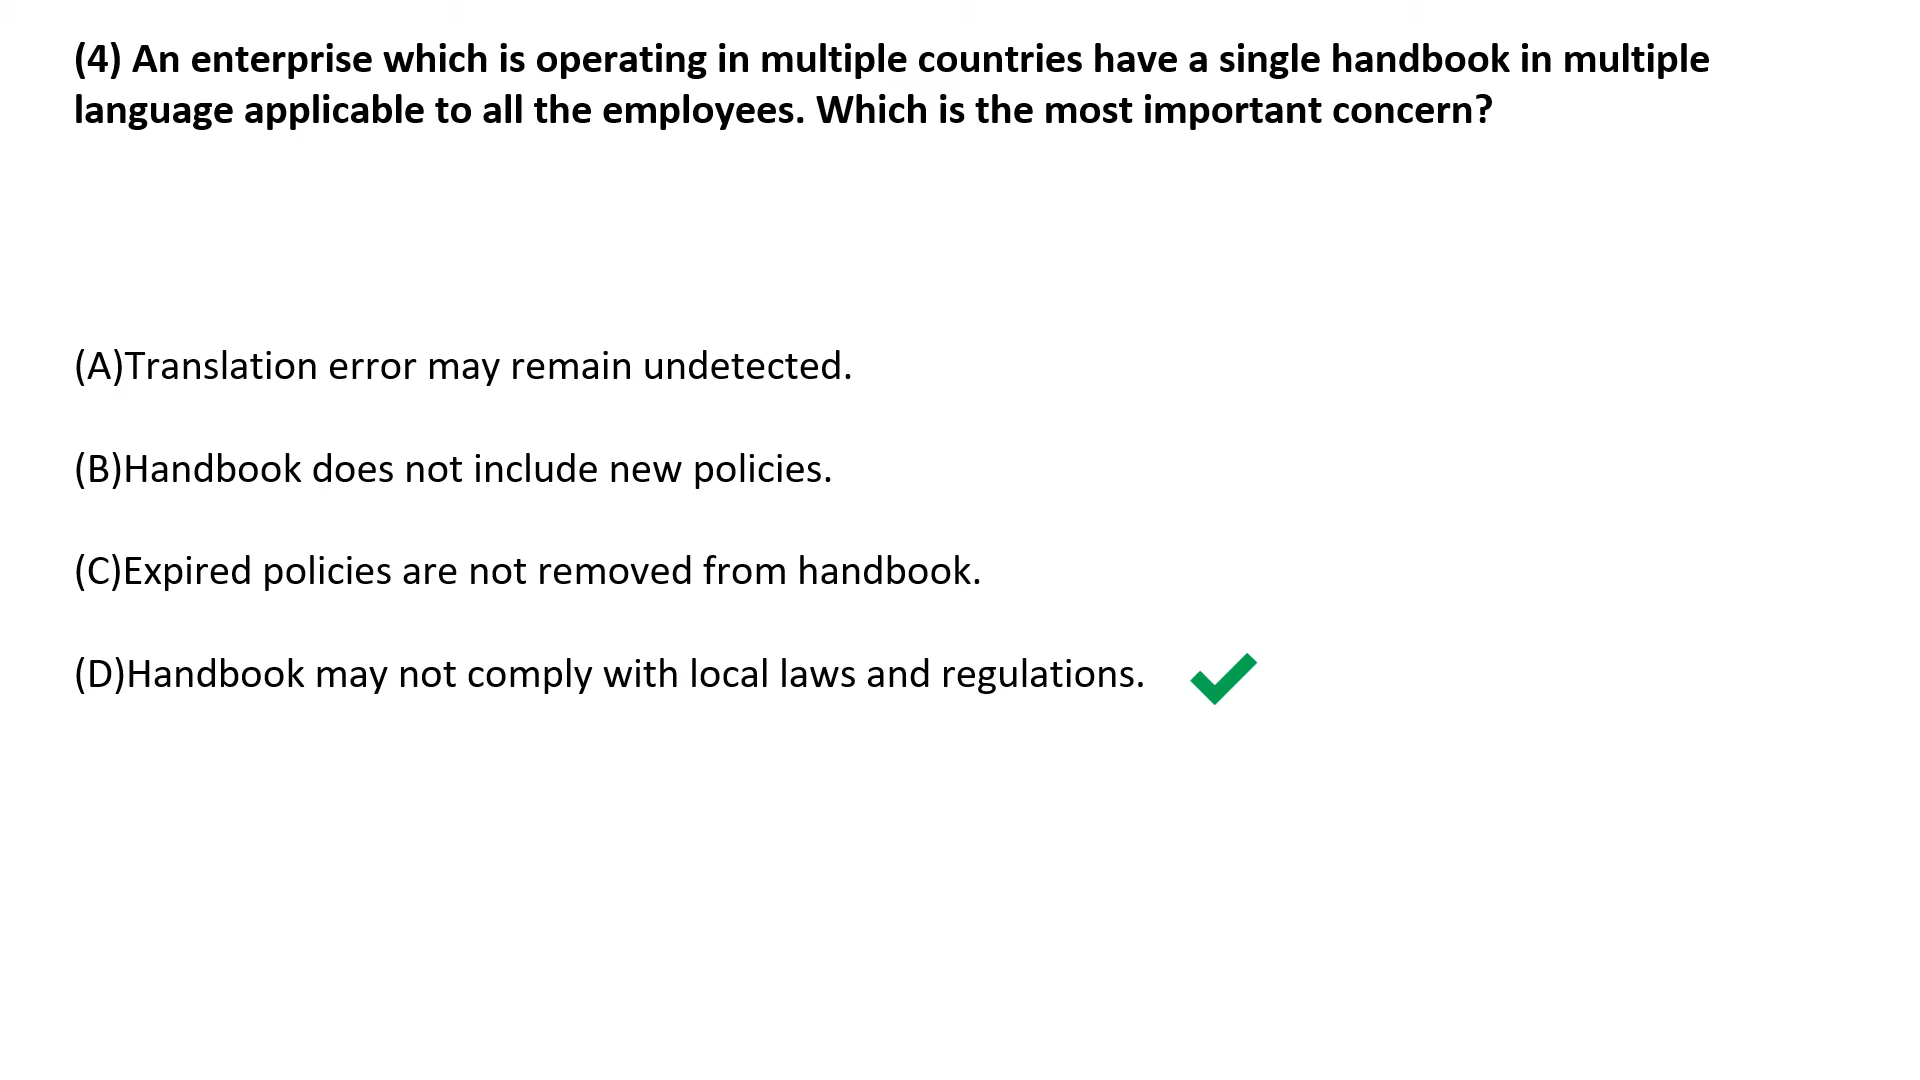 (4) An enterprise which is operating in multiple countries have a single handbook in multiple
language applicable to all the employees. Which is the most important concern?
(A)Translation error may remain undetected.
(B)Handbook does not include new policies.
(C)Expired policies are not removed from handbook.
(D)Handbook may not comply with local laws and regulations.